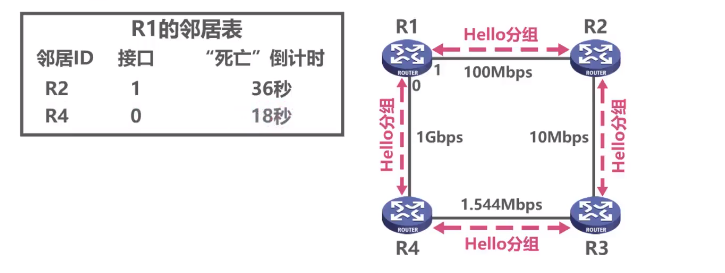 R1的邻居表
邻居ID 接口 “死亡”倒计时
R2 1 36秒
R4 0 18秒
R1 Hello分组 R2
ROUTER 1 100Mbps ROUTER
0
Hello分组 1Gbps 10Mbps Hello分组
1.544Mbps
ROUTER ROUTER
R4 Hello分组 R3